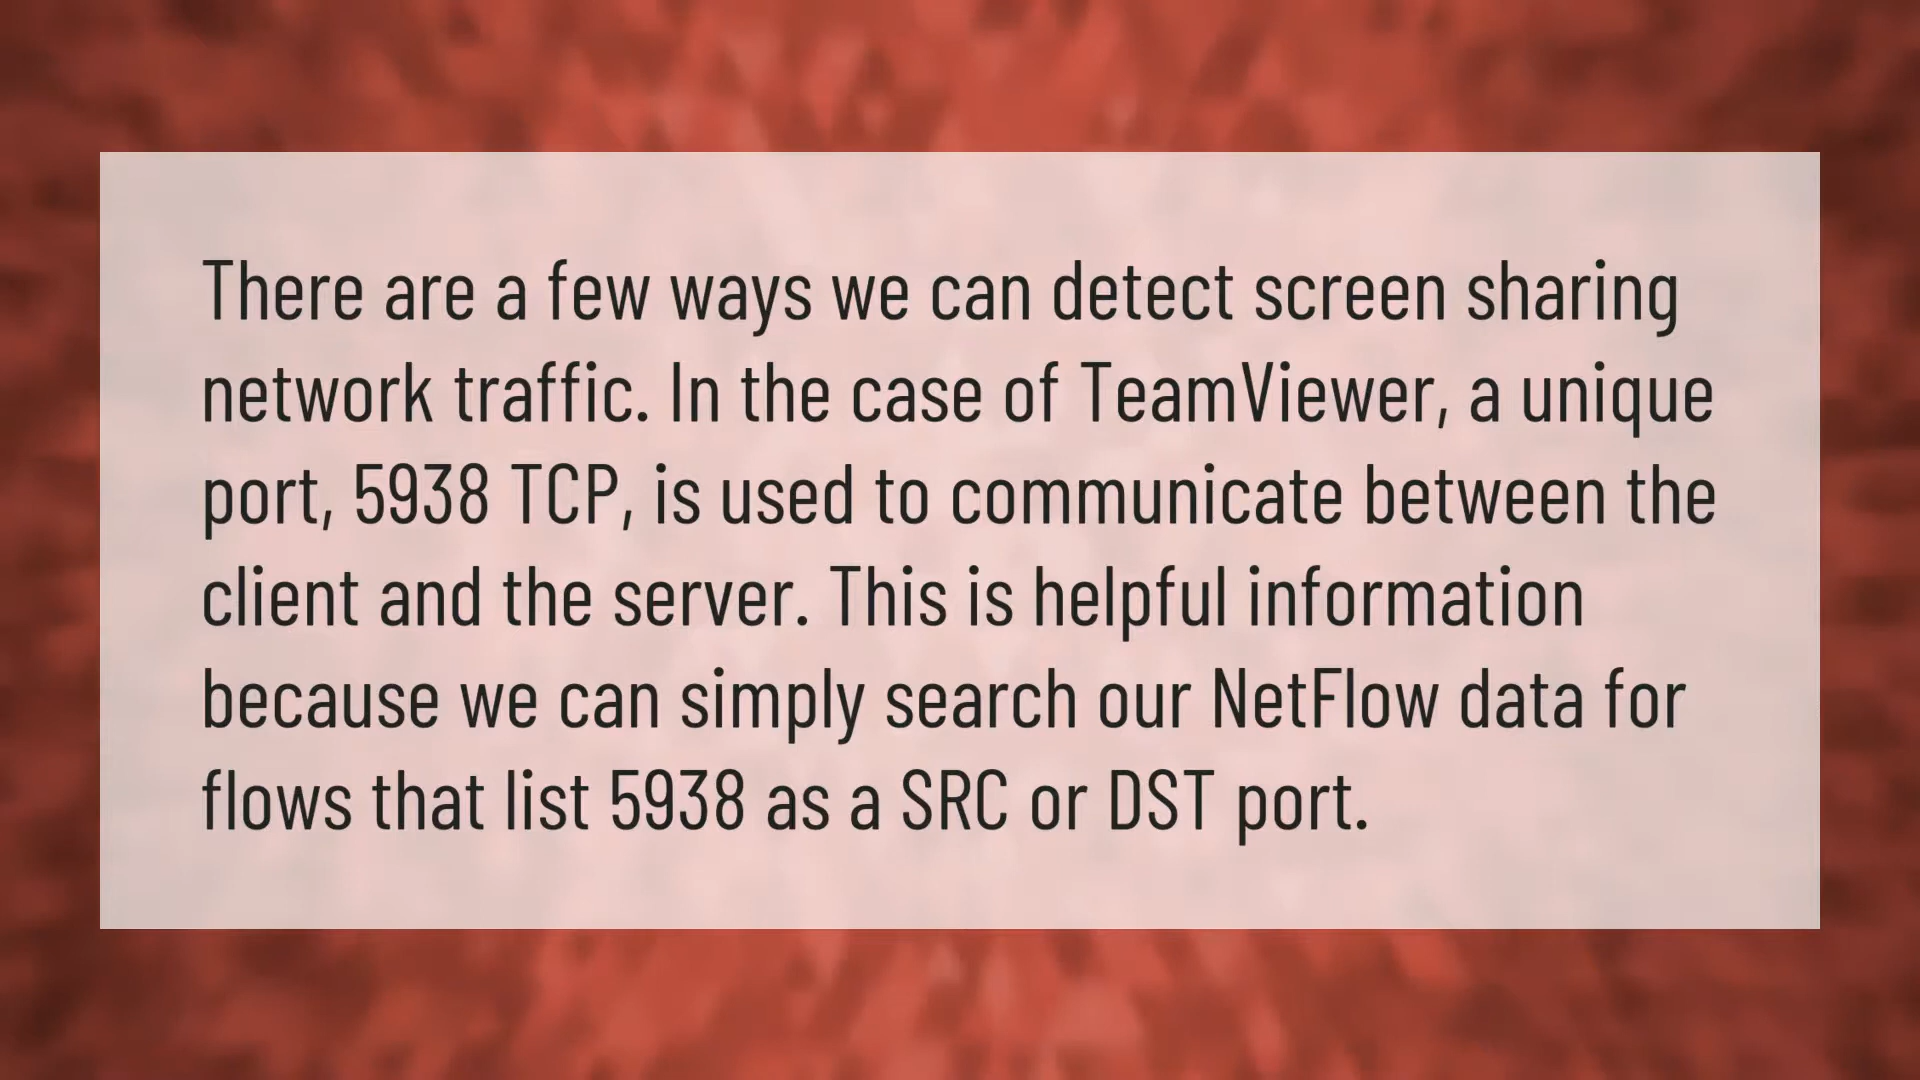 There are a few ways we can detect screen sharing
network traffic. In the case of TeamViewer, a unique
port, 5938 TCP, is used to communicate between the
client and the server. This is helpful information
because we can simply search our NetFlow data for
flows that list 5938 as a SRC or DST port.